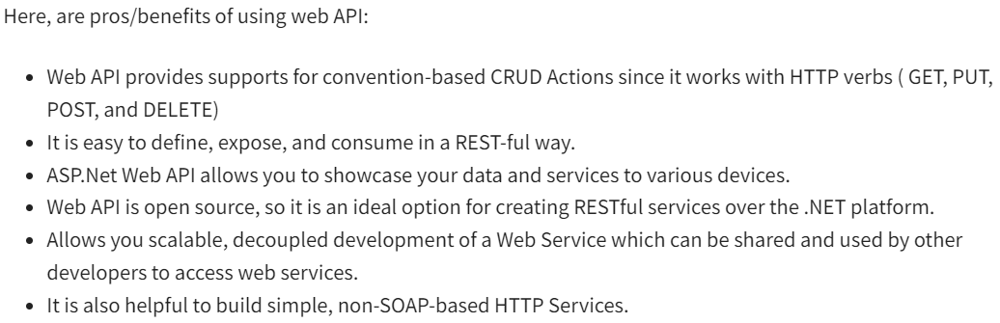 Here, are pros/benefits of using web API:
• Web API provides supports for convention-based CRUD Actions since it works with HTTP verbs ( GET, PUT,
POST, and DELETE)
• It is easy to define, expose, and consume in a REST-ful way.
• ASP.Net Web API allows you to showcase your data and services to various devices.
• Web API is open source, so it is an ideal option for creating RESTful services over the .NET platform.
• Allows you scalable, decoupled development of a Web Service which can be shared and used by other
developers to access web services.
• It is also helpful to build simple, non-SOAP-based HTTP Services.